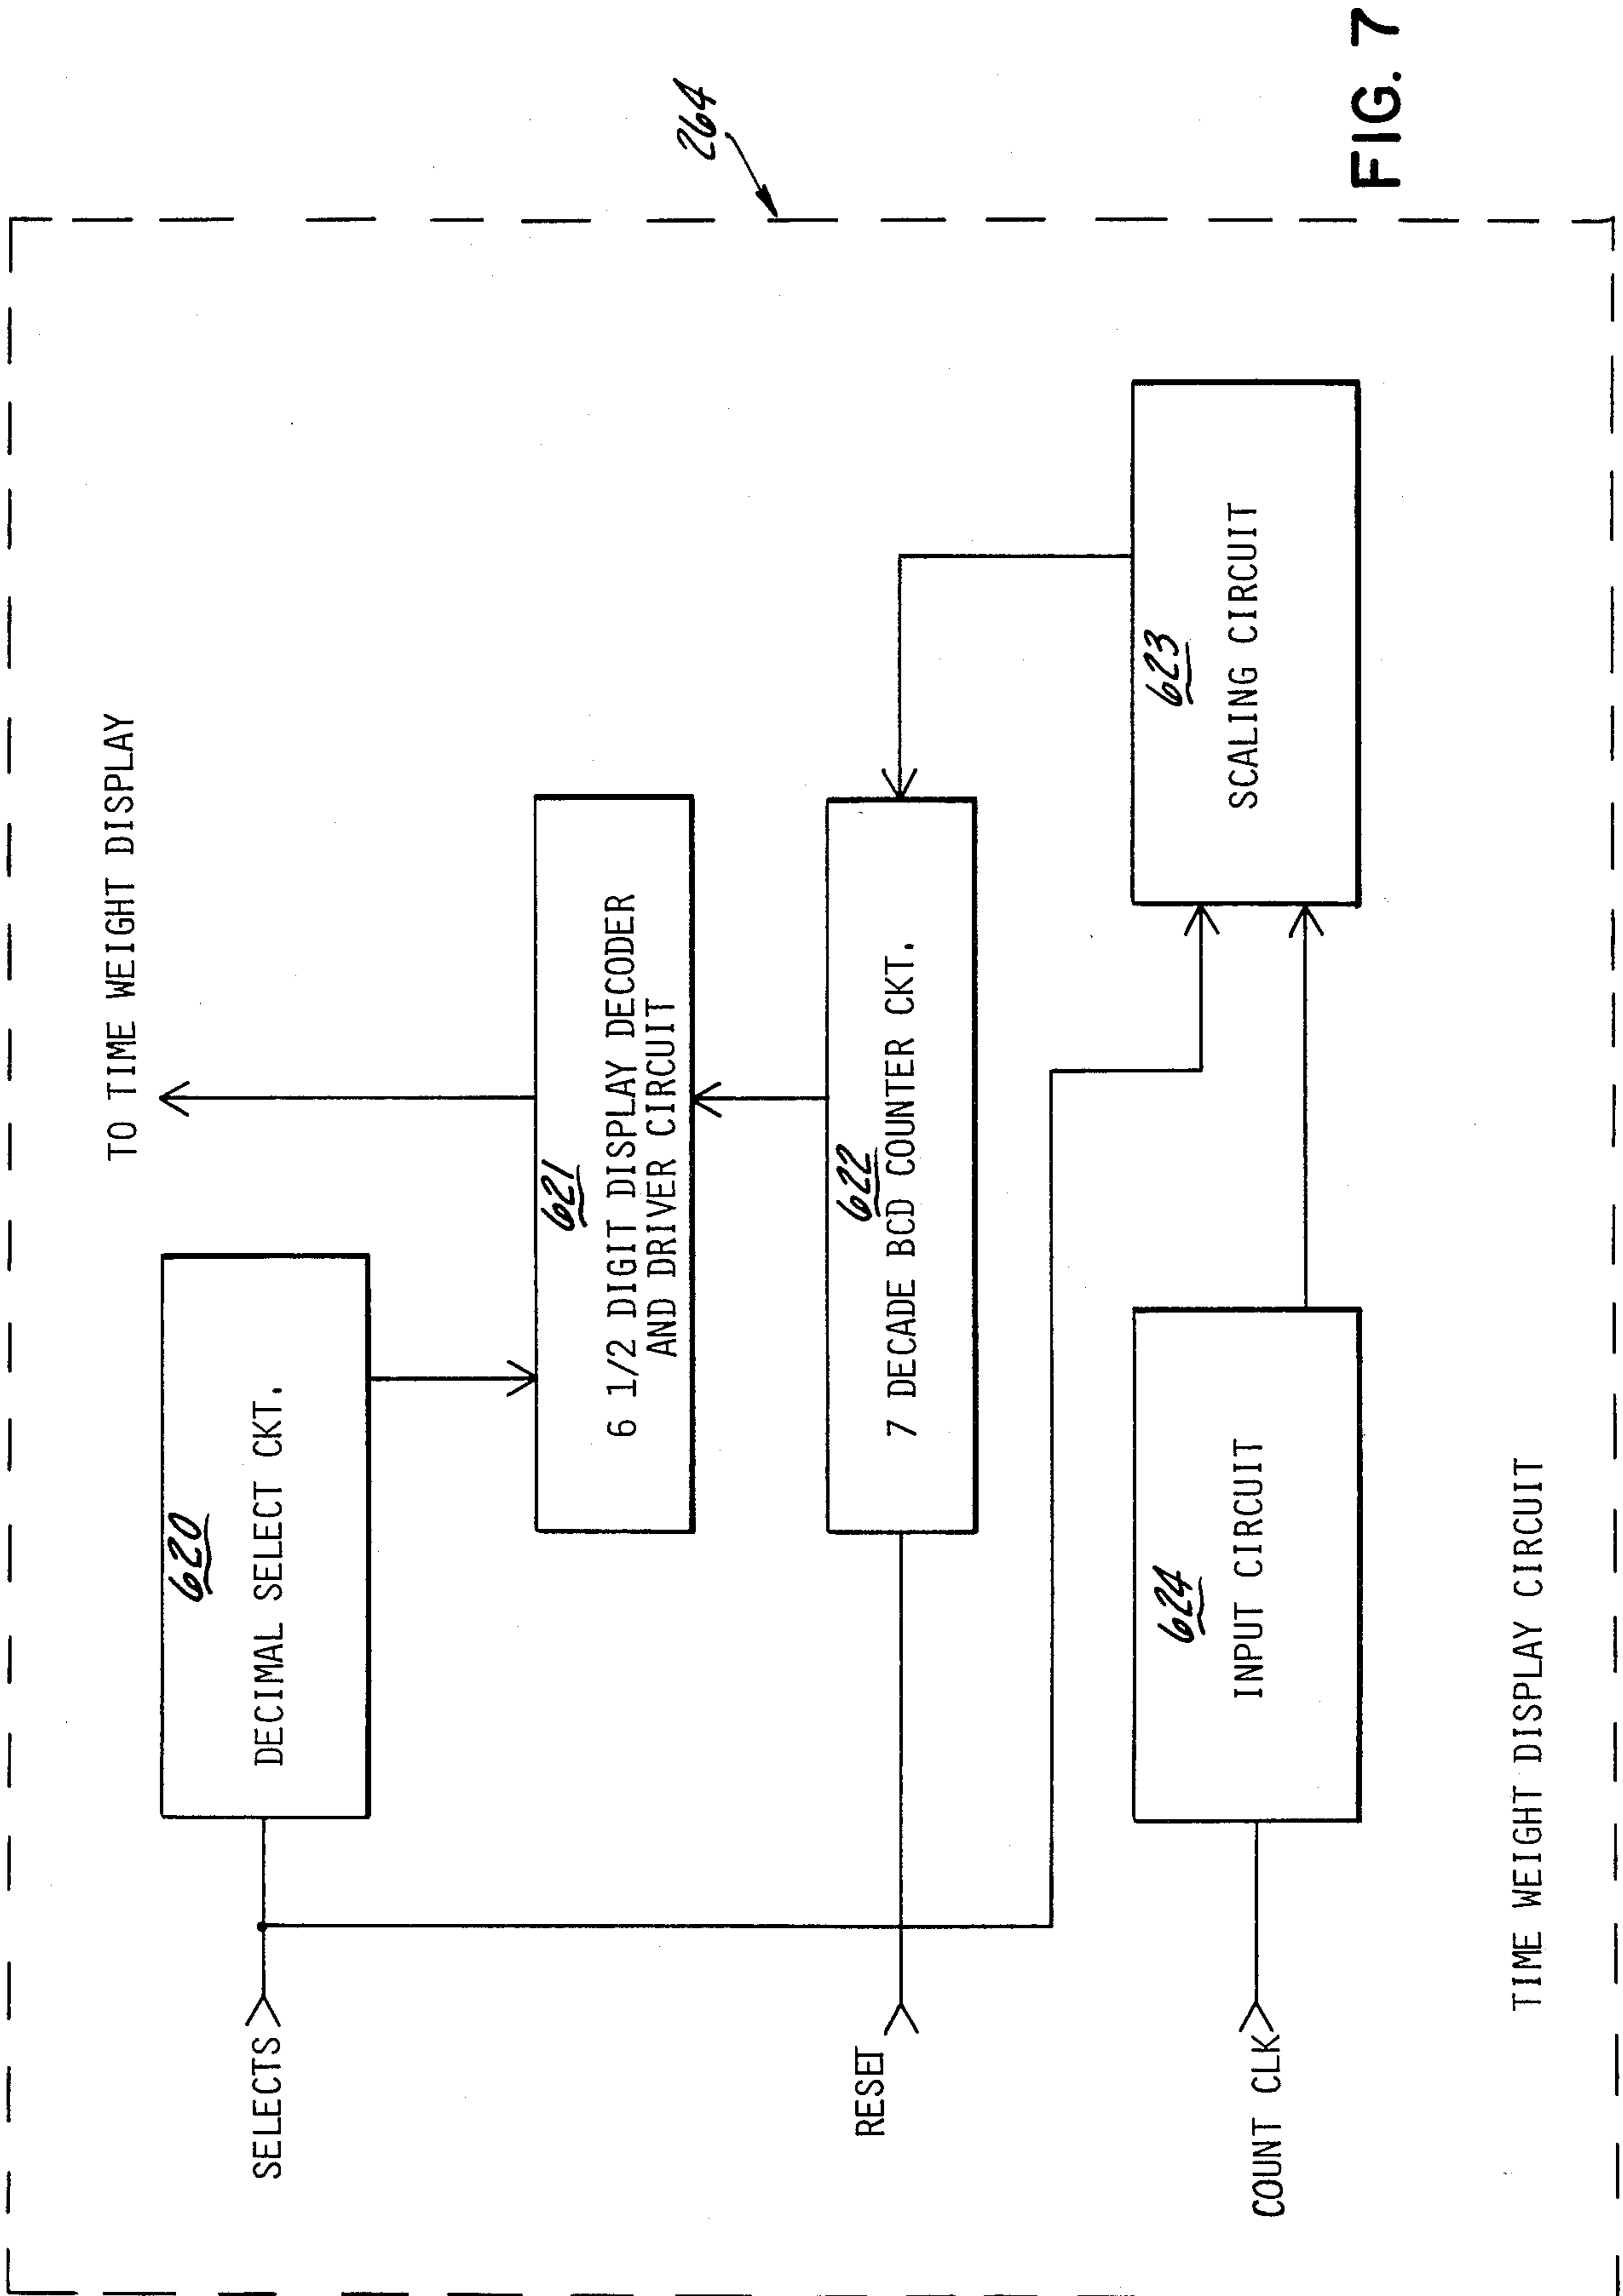 TO TIME WEIGHT DISPLAY
264
SELECTS
620
DECIMAL SELECT CKT.
621
6 1/2 DIGIT DISPLAY DECODER
AND DRIVER CIRCUIT
RESET
622
7 DECADE BCD COUNTER CKT.
COUNT CLK
624
INPUT CIRCUIT
623
SCALING CIRCUIT
TIME WEIGHT DISPLAY CIRCUIT
FIG. 7